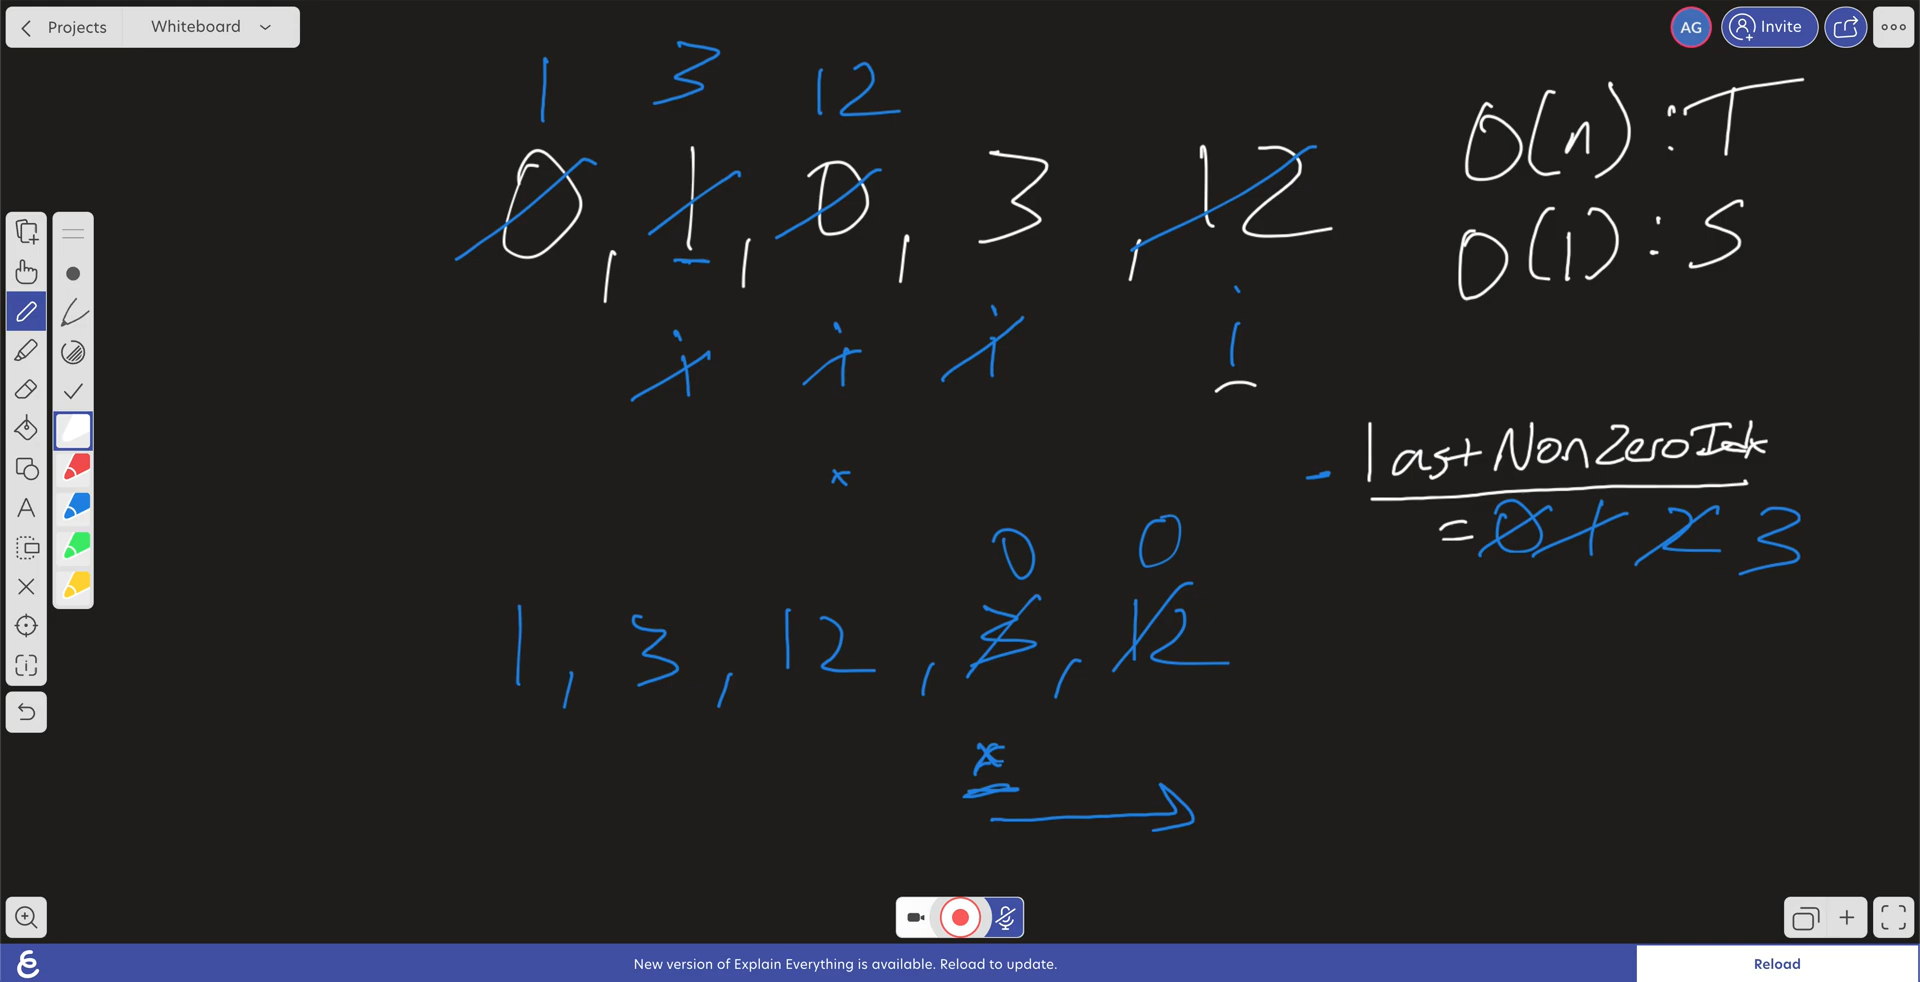 Projects Whiteboard
AG Invite
1 3 12
0, 1, 0, 3, 12
O(n) : T
O(1) : S
i i i i
x
- lastNonZeroIdx
= 0 1 2 3
0 0
1, 3, 12, 3, 12
x
A
New version of Explain Everything is available. Reload to update.
Reload